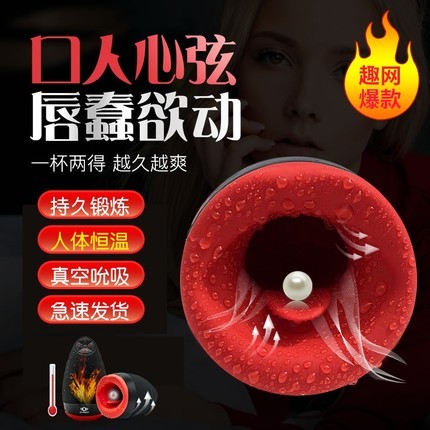 口人心弦
唇蠢欲动
一杯两得 越久越爽
趣网
爆款
持久锻炼
人体恒温
真空吮吸
急速发货